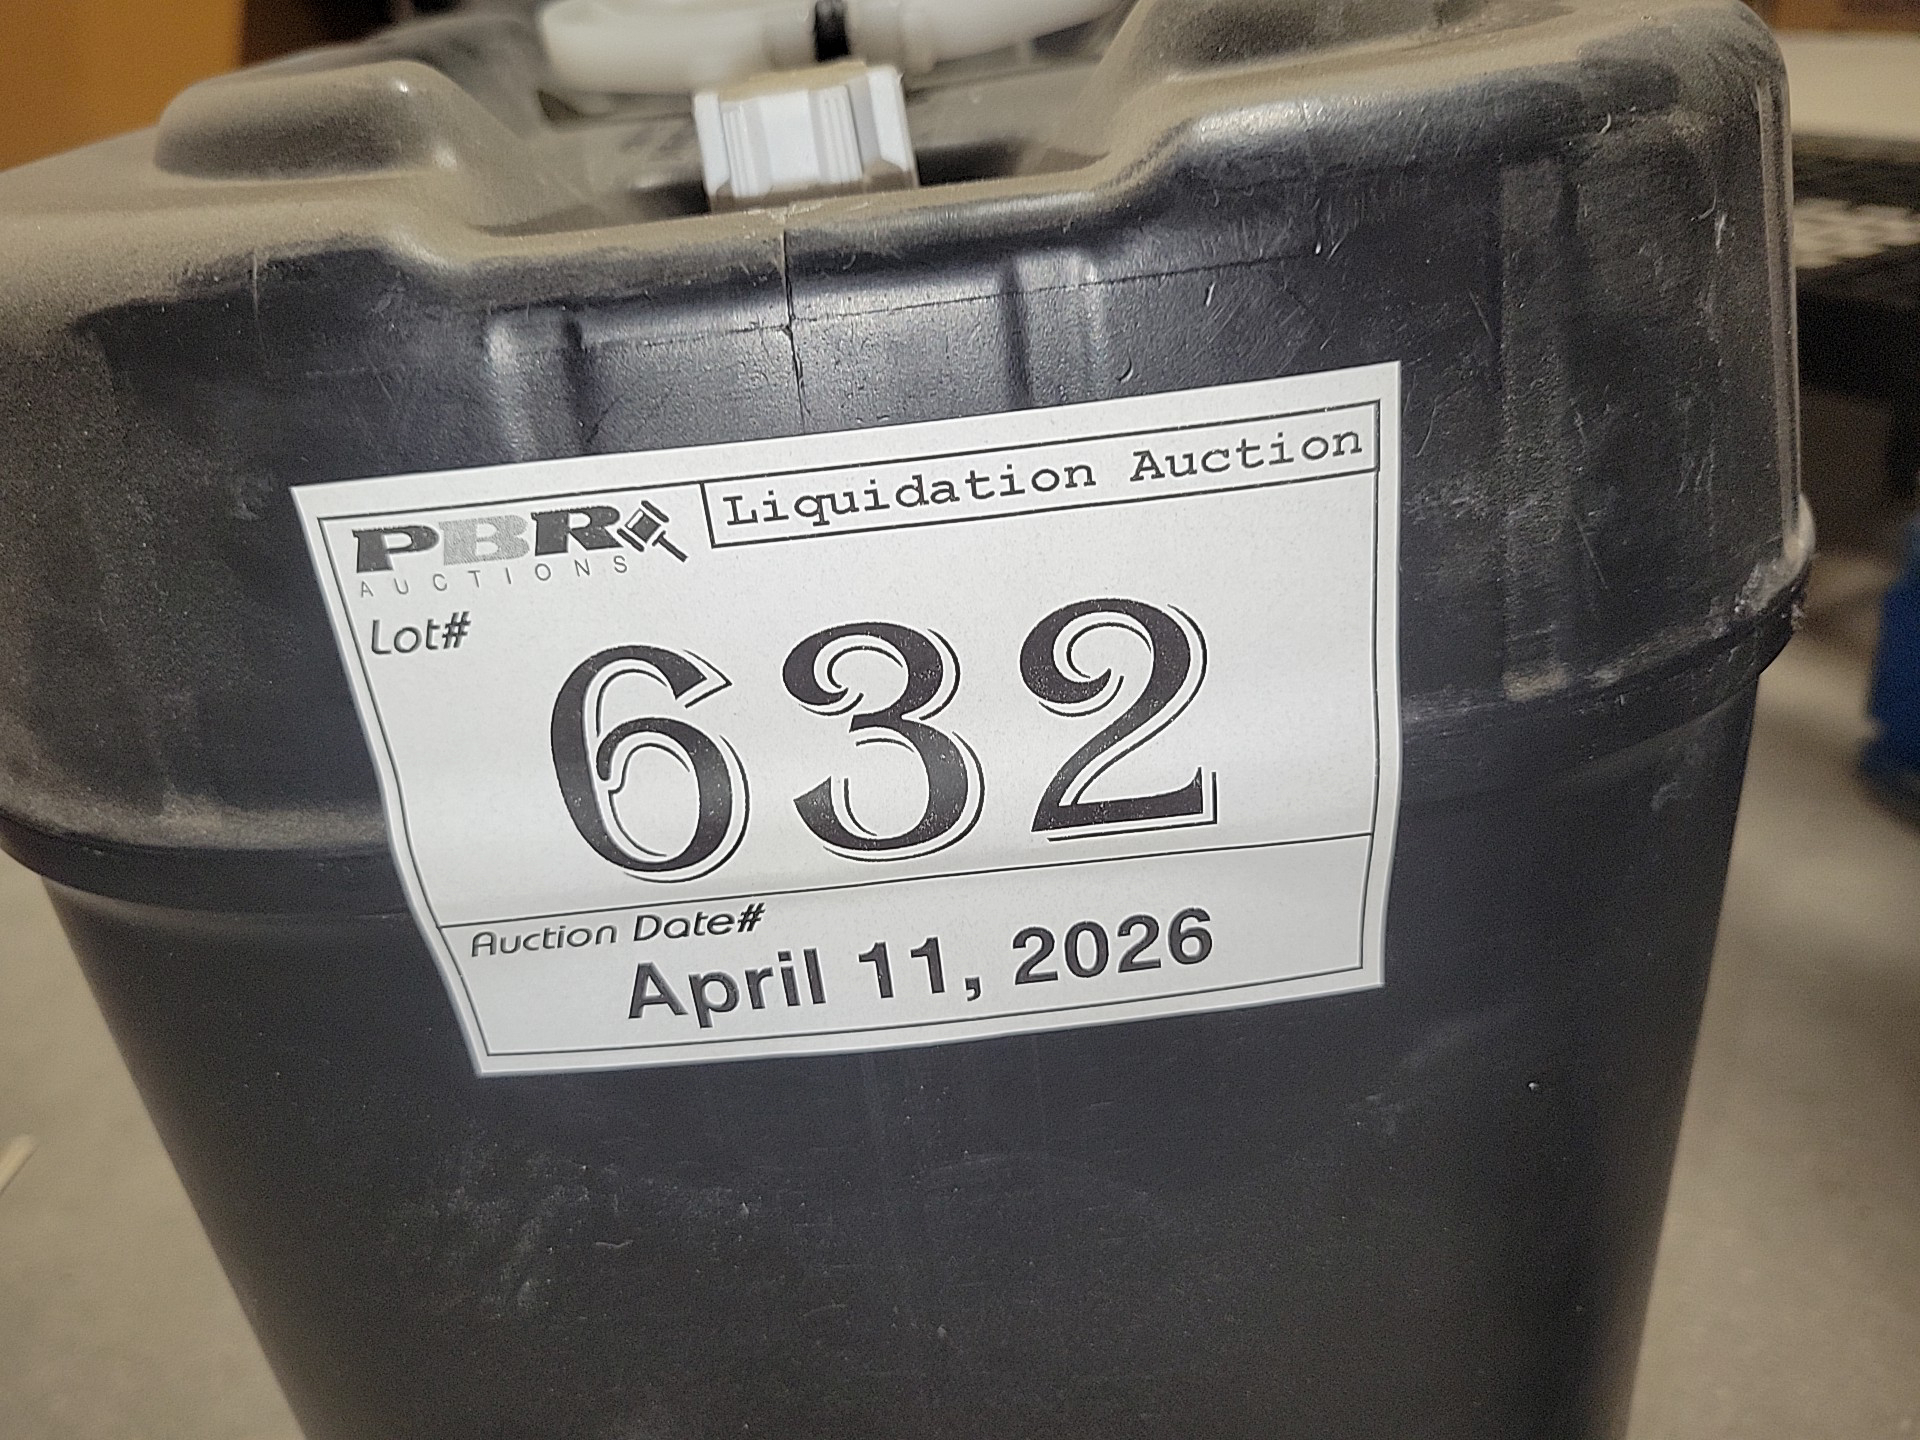 PBR
AUCTIONS
Liquidation Auction
Lot#
632
Auction Date#
April 11, 2026